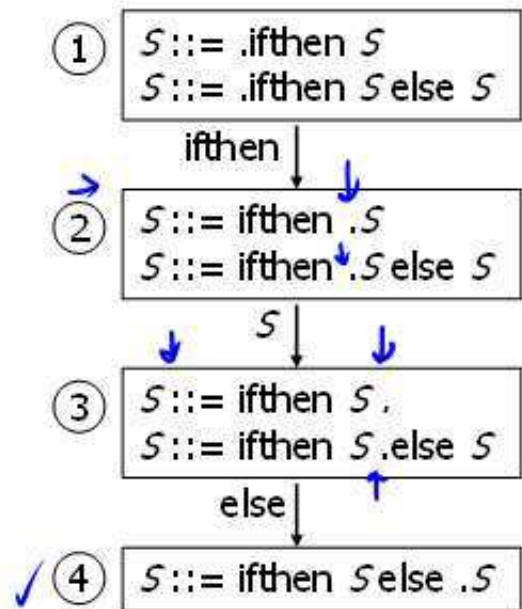 ① S ::= .ifthen S
S ::= .ifthen S else S
ifthen
② S ::= ifthen .S
S ::= ifthen .S else S
S
③ S ::= ifthen S .
S ::= ifthen S .else S
else
④ S ::= ifthen S else .S